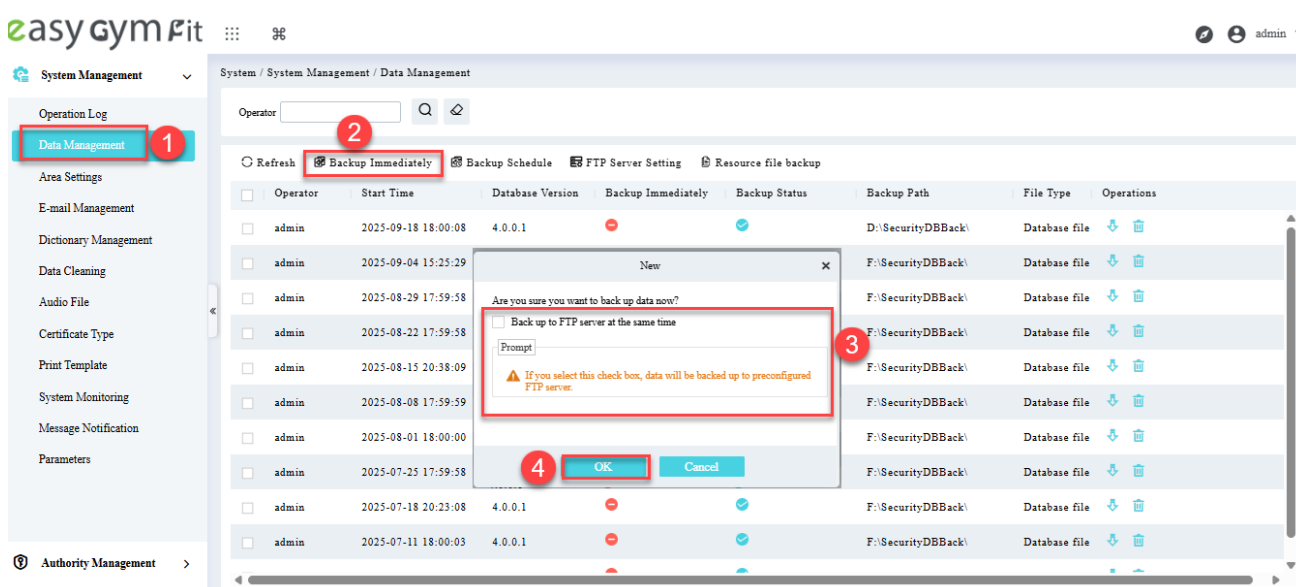 easy Gym Fit
admin
System Management
System / System Management / Data Management
Operation Log
Data Management
Area Settings
E-mail Management
Dictionary Management
Data Cleaning
Audio File
Certificate Type
Print Template
System Monitoring
Message Notification
Parameters
Authority Management
1
Operator
2
Refresh Backup Immediately Backup Schedule FTP Server Setting Resource file backup
Operator Start Time Database Version Backup Immediately Backup Status Backup Path File Type Operations
admin 2025-09-18 18:00:08 4.0.0.1 D:\SecurityDBBack\ Database file
admin 2025-09-04 15:25:29 F:\SecurityDBBack\ Database file
admin 2025-08-29 17:59:58 F:\SecurityDBBack\ Database file
admin 2025-08-22 17:59:58 F:\SecurityDBBack\ Database file
admin 2025-08-15 20:38:09 F:\SecurityDBBack\ Database file
admin 2025-08-08 17:59:59 F:\SecurityDBBack\ Database file
admin 2025-08-01 18:00:00 F:\SecurityDBBack\ Database file
admin 2025-07-25 17:59:58 F:\SecurityDBBack\ Database file
admin 2025-07-18 20:23:08 4.0.0.1 F:\SecurityDBBack\ Database file
admin 2025-07-11 18:00:03 4.0.0.1 F:\SecurityDBBack\ Database file
New
Are you sure you want to back up data now?
Back up to FTP server at the same time
Prompt
If you select this check box, data will be backed up to preconfigured
FTP server.
3
4
OK Cancel